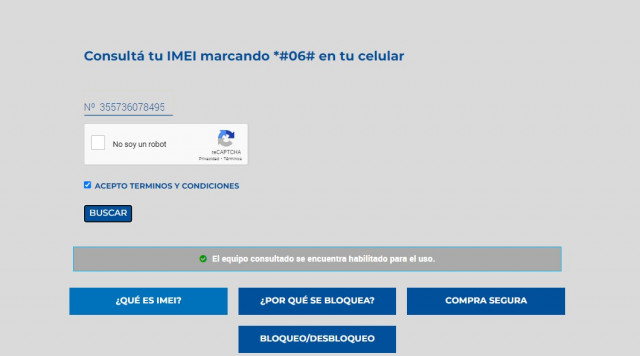 Consultá tu IMEI marcando *#06# en tu celular
Nº 355736078495
No soy un robot
reCAPTCHA
Privacidad - Términos
ACEPTO TERMINOS Y CONDICIONES
BUSCAR
El equipo consultado se encuentra habilitado para el uso.
¿QUÉ ES IMEI? ¿POR QUÉ SE BLOQUEA? COMPRA SEGURA
BLOQUEO/DESBLOQUEO